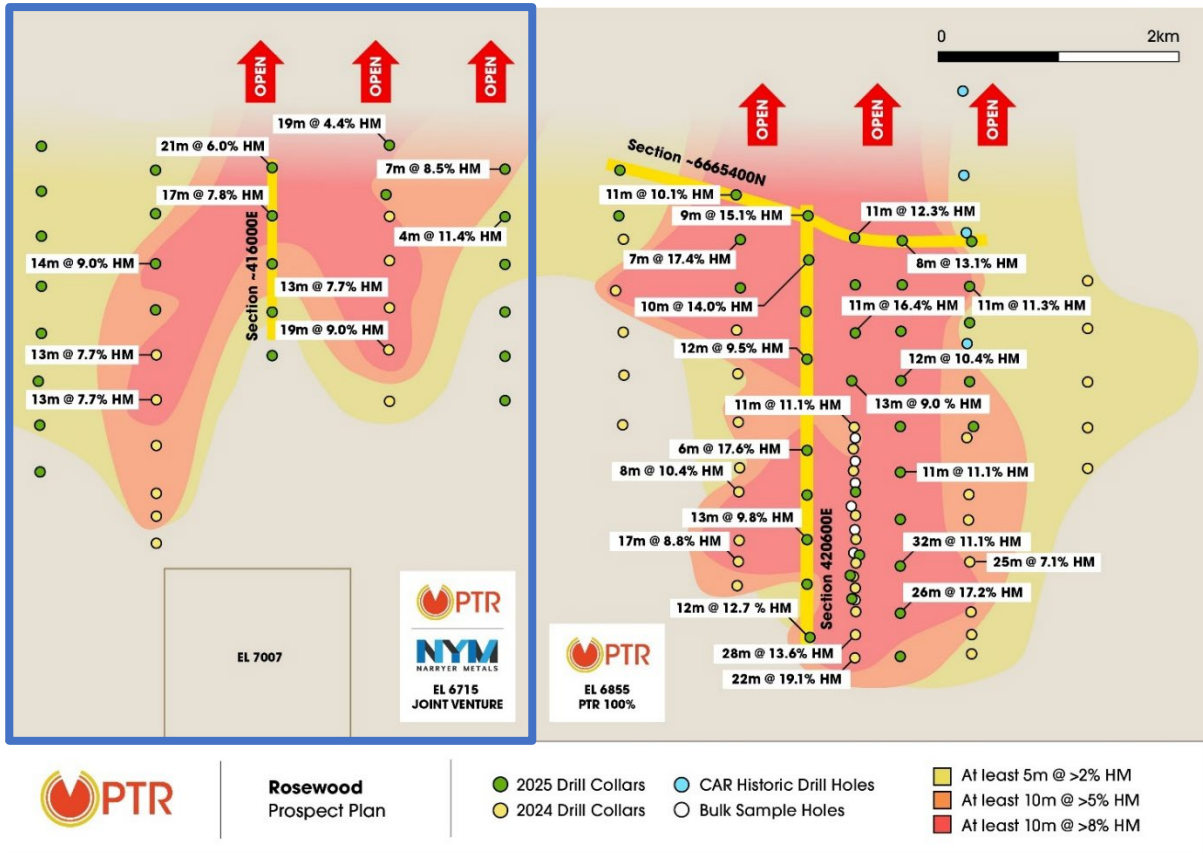 OPEN
OPEN
OPEN
19m @ 4.4% HM
21m @ 6.0% HM
7m @ 8.5% HM
17m @ 7.8% HM
4m @ 11.4% HM
14m @ 9.0% HM
Section ~416000E
13m @ 7.7% HM
19m @ 9.0% HM
13m @ 7.7% HM
13m @ 7.7% HM
EL 7007
PTR
NYM
NARRYER METALS
EL 6715
JOINT VENTURE
0 2km
OPEN
OPEN
OPEN
Section ~6665400N
11m @ 10.1% HM
9m @ 15.1% HM
11m @ 12.3% HM
7m @ 17.4% HM
8m @ 13.1% HM
10m @ 14.0% HM
11m @ 16.4% HM
11m @ 11.3% HM
12m @ 9.5% HM
12m @ 10.4% HM
11m @ 11.1% HM
13m @ 9.0 % HM
6m @ 17.6% HM
8m @ 10.4% HM
11m @ 11.1% HM
13m @ 9.8% HM
17m @ 8.8% HM
32m @ 11.1% HM
25m @ 7.1% HM
Section 420600E
26m @ 17.2% HM
12m @ 12.7 % HM
28m @ 13.6% HM
22m @ 19.1% HM
PTR
EL 6855
PTR 100%
PTR
Rosewood
Prospect Plan
2025 Drill Collars
2024 Drill Collars
CAR Historic Drill Holes
Bulk Sample Holes
At least 5m @ >2% HM
At least 10m @ >5% HM
At least 10m @ >8% HM